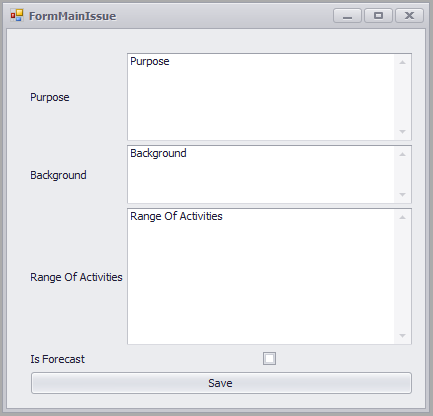 FormMainIssue
Purpose
Purpose
Background
Background
Range Of Activities
Range Of Activities
Is Forecast
Save